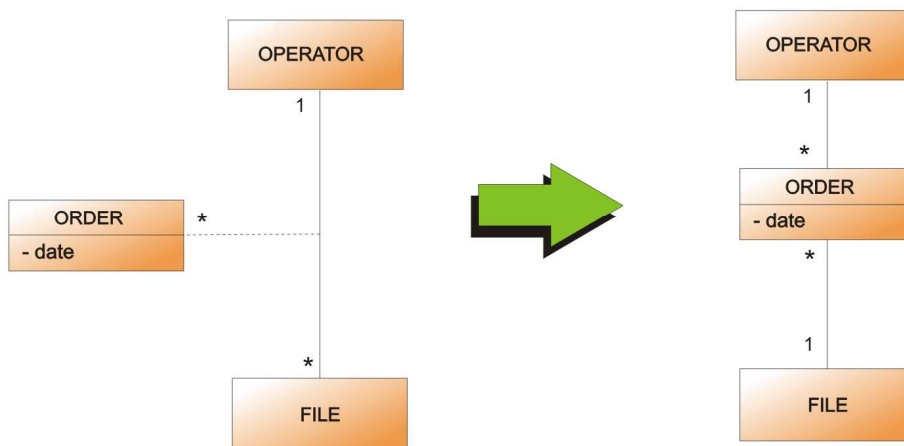 OPERATOR
1
ORDER
*
- date
*
FILE
OPERATOR
1
*
ORDER
- date
*
1
FILE